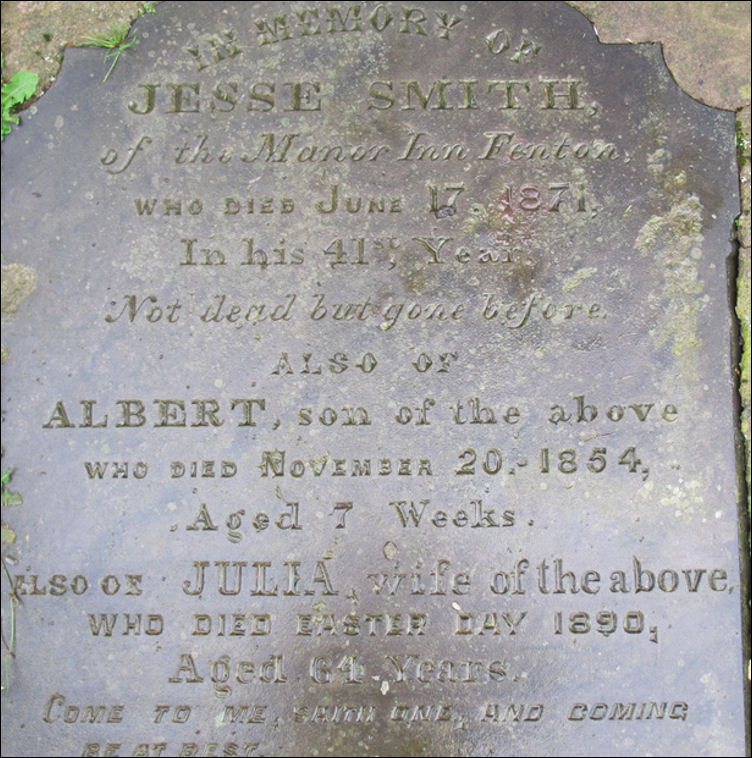 IN MEMORY OF
JESSE SMITH,
of the Manor Inn Fenton,
WHO DIED JUNE 17, 1871,
In his 41ST, Year,
Not dead but gone before.
ALSO OF
ALBERT, son of the above
WHO DIED NOVEMBER 20, 1854,
Aged 7 Weeks.
ALSO OF JULIA, wife of the above,
WHO DIED EASTER DAY 1890,
Aged 64 Years.
COME TO ME, SAITH ONE, AND COMING
BE AT REST.